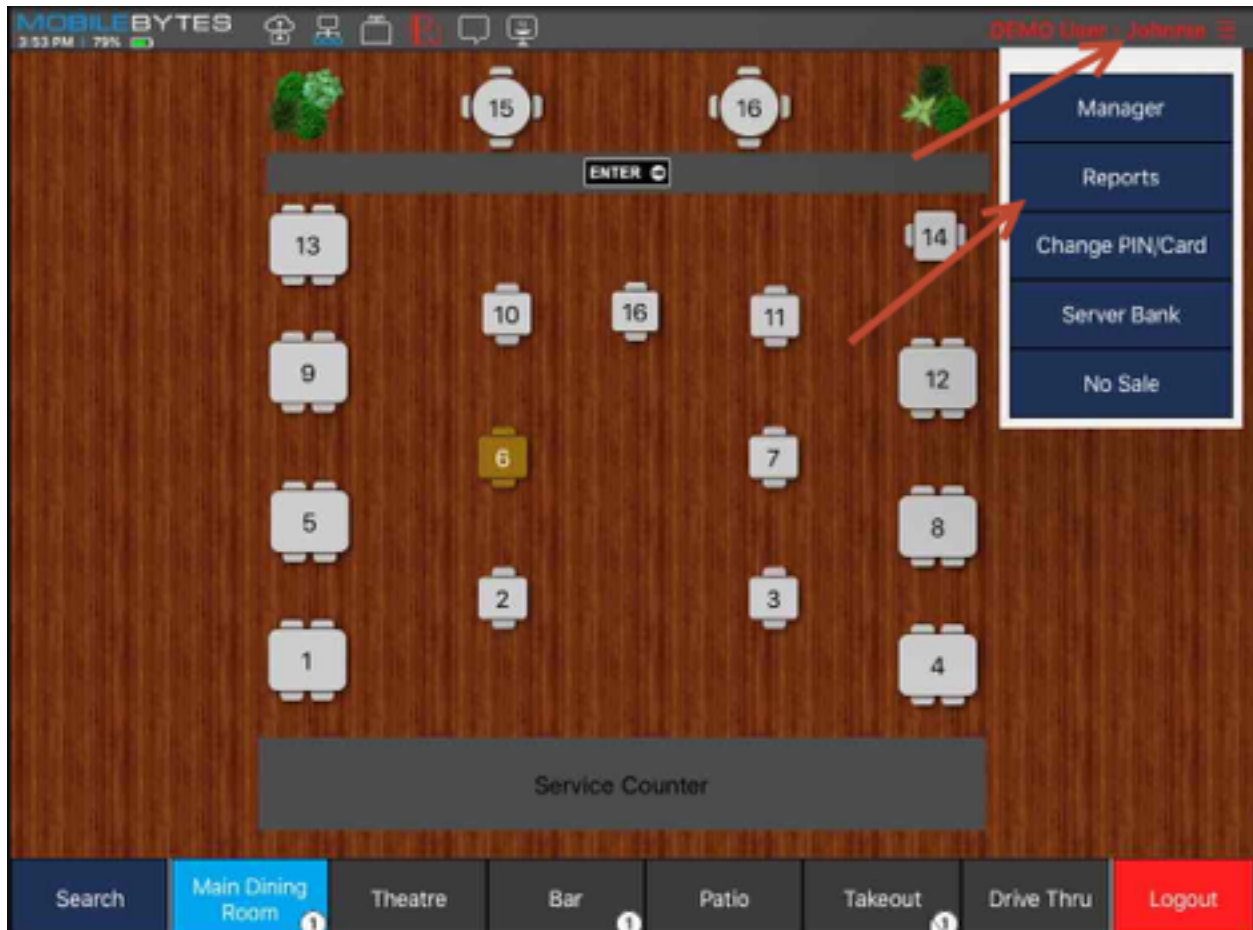 MOBILEBYTES
3:53 PM 79%
DEMO User : Johnnie
Manager
Reports
Change PIN/Card
Server Bank
No Sale
15
16
ENTER
13
14
10
16
11
9
12
6
7
5
8
2
3
1
4
Service Counter
Search
Main Dining
Room
1
Theatre
Bar
1
Patio
Takeout
Drive Thru
Logout